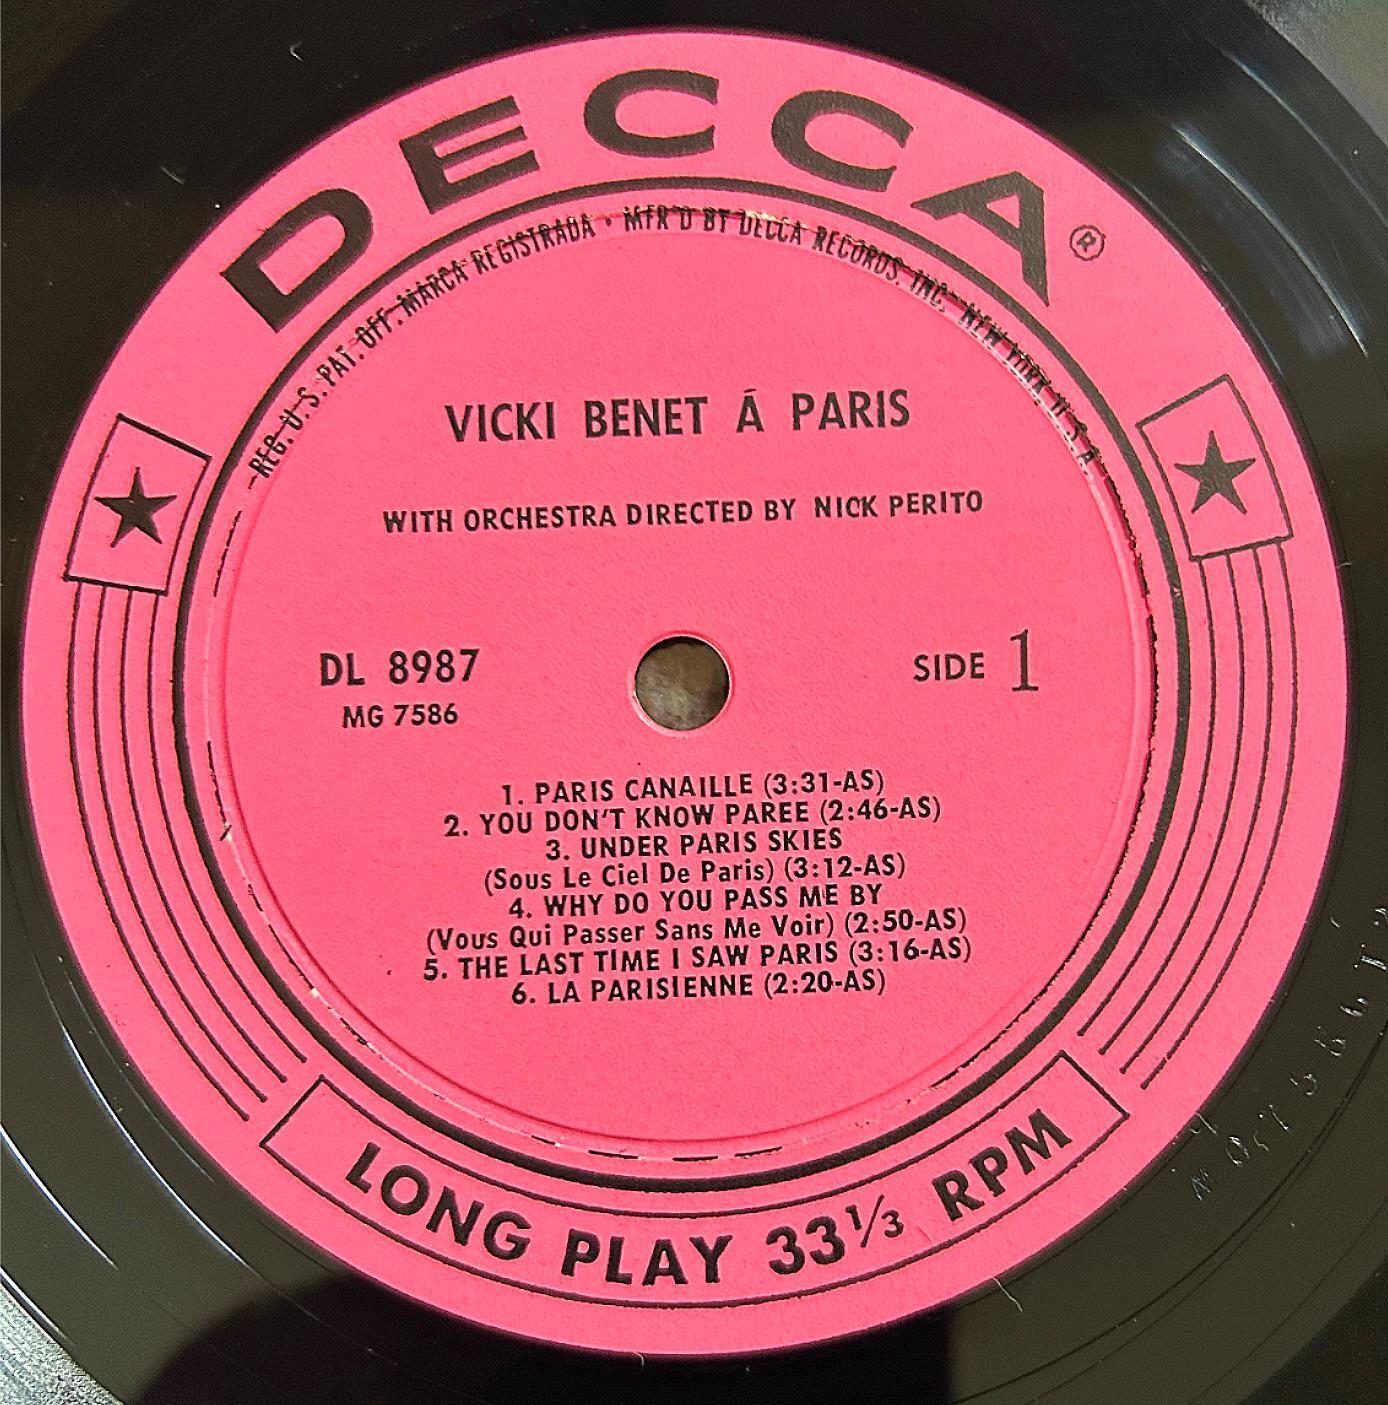 DECCA®
REG. U.S. PAT. OFF. MARCA REGISTRADA • MFR'D BY DECCA RECORDS, INC., NEW YORK, U.S.A.
VICKI BENET Á PARIS
WITH ORCHESTRA DIRECTED BY NICK PERITO
DL 8987
MG 7586
SIDE 1
1. PARIS CANAILLE (3:31-AS)
2. YOU DON'T KNOW PAREE (2:46-AS)
3. UNDER PARIS SKIES
(Sous Le Ciel De Paris) (3:12-AS)
4. WHY DO YOU PASS ME BY
(Vous Qui Passer Sans Me Voir) (2:50-AS)
5. THE LAST TIME I SAW PARIS (3:16-AS)
6. LA PARISIENNE (2:20-AS)
LONG PLAY 33⅓ RPM